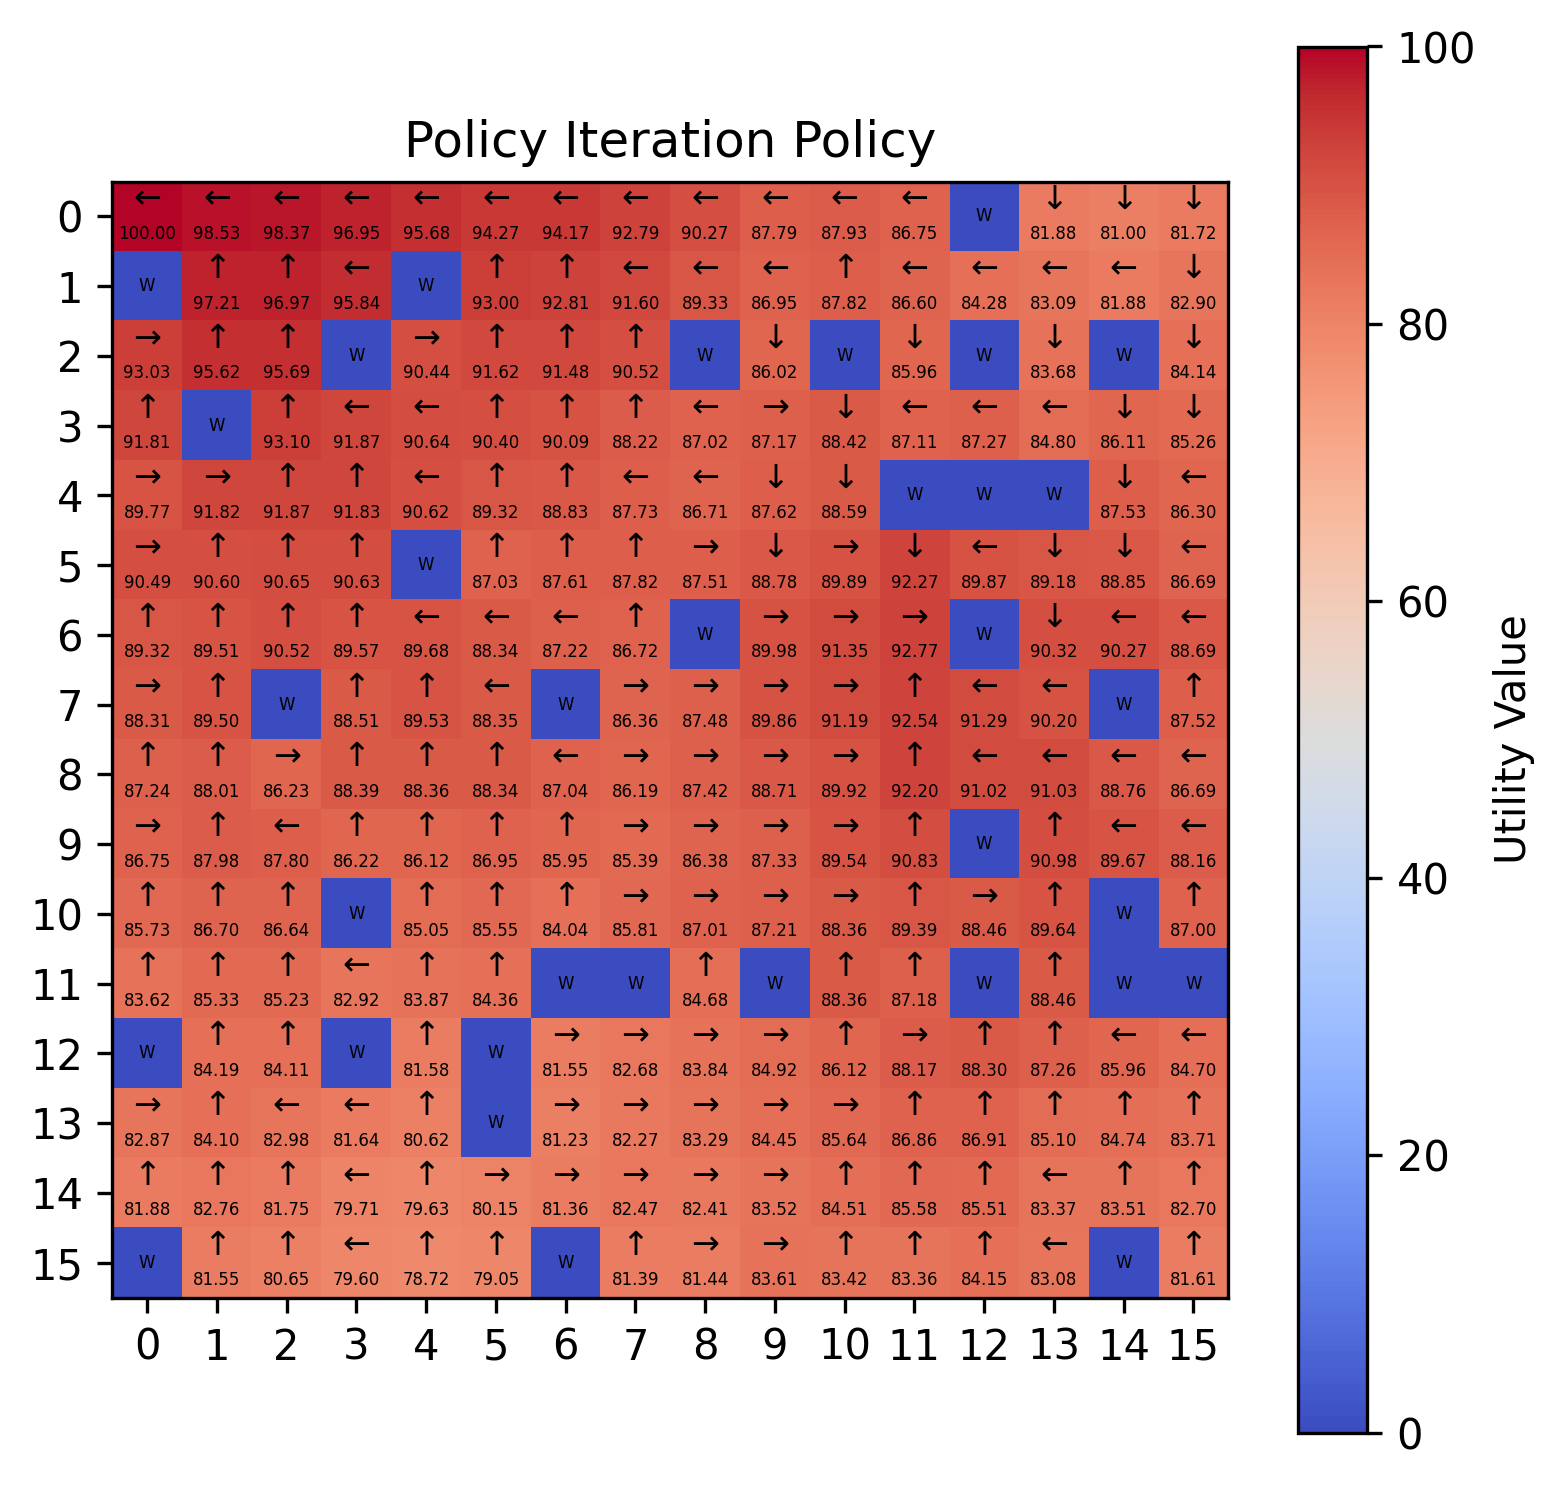 Policy Iteration Policy
0 ← 100.00 ← 98.53 ← 98.37 ← 96.95 ← 95.68 ← 94.27 ← 94.17 ← 92.79 ← 90.27 ← 87.79 ← 87.93 ← 86.75 W ↓ 81.88 ↓ 81.00 ↓ 81.72
1 W ↑ 97.21 ↑ 96.97 ← 95.84 W ↑ 93.00 ↑ 92.81 ← 91.60 ← 89.33 ← 86.95 ↑ 87.82 ← 86.60 ← 84.28 ← 83.09 ← 81.88 ↓ 82.90
2 → 93.03 ↑ 95.62 ↑ 95.69 W → 90.44 ↑ 91.62 ↑ 91.48 ↑ 90.52 W ↓ 86.02 W ↓ 85.96 W ↓ 83.68 W ↓ 84.14
3 ↑ 91.81 W ↑ 93.10 ← 91.87 ← 90.64 ↑ 90.40 ↑ 90.09 ↑ 88.22 ← 87.02 → 87.17 ↓ 88.42 ← 87.11 ← 87.27 ← 84.80 ↓ 86.11 ↓ 85.26
4 → 89.77 → 91.82 ↑ 91.87 ↑ 91.83 ← 90.62 ↑ 89.32 ↑ 88.83 ← 87.73 ← 86.71 ↓ 87.62 ↓ 88.59 W W W ↓ 87.53 ← 86.30
5 → 90.49 ↑ 90.60 ↑ 90.65 ↑ 90.63 W ↑ 87.03 ↑ 87.61 ↑ 87.82 → 87.51 ↓ 88.78 → 89.89 ↓ 92.27 ← 89.87 ↓ 89.18 ↓ 88.85 ← 86.69
6 ↑ 89.32 ↑ 89.51 ↑ 90.52 ↑ 89.57 ← 89.68 ← 88.34 ← 87.22 ↑ 86.72 W → 89.98 → 91.35 → 92.77 W ↓ 90.32 ← 90.27 ← 88.69
7 → 88.31 ↑ 89.50 W ↑ 88.51 ↑ 89.53 ← 88.35 W → 86.36 → 87.48 → 89.86 → 91.19 ↑ 92.54 ← 91.29 ← 90.20 W ↑ 87.52
8 ↑ 87.24 ↑ 88.01 → 86.23 ↑ 88.39 ↑ 88.36 ↑ 88.34 ← 87.04 → 86.19 → 87.42 → 88.71 → 89.92 ↑ 92.20 ← 91.02 ← 91.03 ← 88.76 ← 86.69
9 → 86.75 ↑ 87.98 ← 87.80 ↑ 86.22 ↑ 86.12 ↑ 86.95 ↑ 85.95 → 85.39 → 86.38 → 87.33 → 89.54 ↑ 90.83 W ↑ 90.98 ← 89.67 ← 88.16
10 ↑ 85.73 ↑ 86.70 ↑ 86.64 W ↑ 85.05 ↑ 85.55 ↑ 84.04 → 85.81 → 87.01 → 87.21 → 88.36 ↑ 89.39 → 88.46 ↑ 89.64 W ↑ 87.00
11 ↑ 83.62 ↑ 85.33 ↑ 85.23 ← 82.92 ↑ 83.87 ↑ 84.36 W W ↑ 84.68 W ↑ 88.36 ↑ 87.18 W ↑ 88.46 W W
12 W ↑ 84.19 ↑ 84.11 W ↑ 81.58 W → 81.55 → 82.68 → 83.84 → 84.92 ↑ 86.12 → 88.17 ↑ 88.30 ↑ 87.26 ← 85.96 ← 84.70
13 → 82.87 ↑ 84.10 ← 82.98 ← 81.64 ↑ 80.62 W → 81.23 → 82.27 → 83.29 → 84.45 → 85.64 ↑ 86.86 ↑ 86.91 ↑ 85.10 ↑ 84.74 ↑ 83.71
14 ↑ 81.88 ↑ 82.76 ↑ 81.75 ← 79.71 ↑ 79.63 → 80.15 → 81.36 → 82.47 → 82.41 → 83.52 ↑ 84.51 ↑ 85.58 ↑ 85.51 ← 83.37 ↑ 83.51 ↑ 82.70
15 W ↑ 81.55 ↑ 80.65 ← 79.60 ↑ 78.72 ↑ 79.05 W ↑ 81.39 → 81.44 → 83.61 ↑ 83.42 ↑ 83.36 ↑ 84.15 ← 83.08 W ↑ 81.61
0 1 2 3 4 5 6 7 8 9 10 11 12 13 14 15
100
80
60
40
20
0
Utility Value